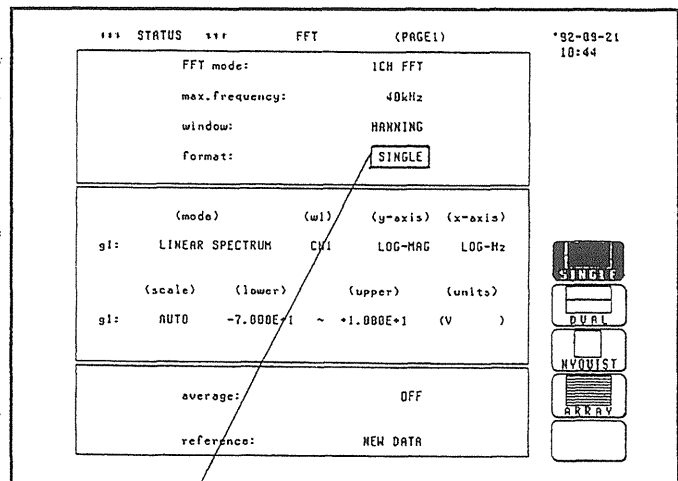 *** STATUS *** FFT (PAGE1) '92-09-21
10:44
FFT mode: 1CH FFT
max.frequency: 40kHz
window: HANNING
format: SINGLE
(mode) (w1) (y-axis) (x-axis)
g1: LINEAR SPECTRUM CH1 LOG-MAG LOG-Hz
(scale) (lower) (upper) (units)
g1: AUTO -7.000E+1 ~ +1.000E+1 (V )
average: OFF
reference: NEW DATA
SINGLE
DUAL
NYQUIST
ARRAY